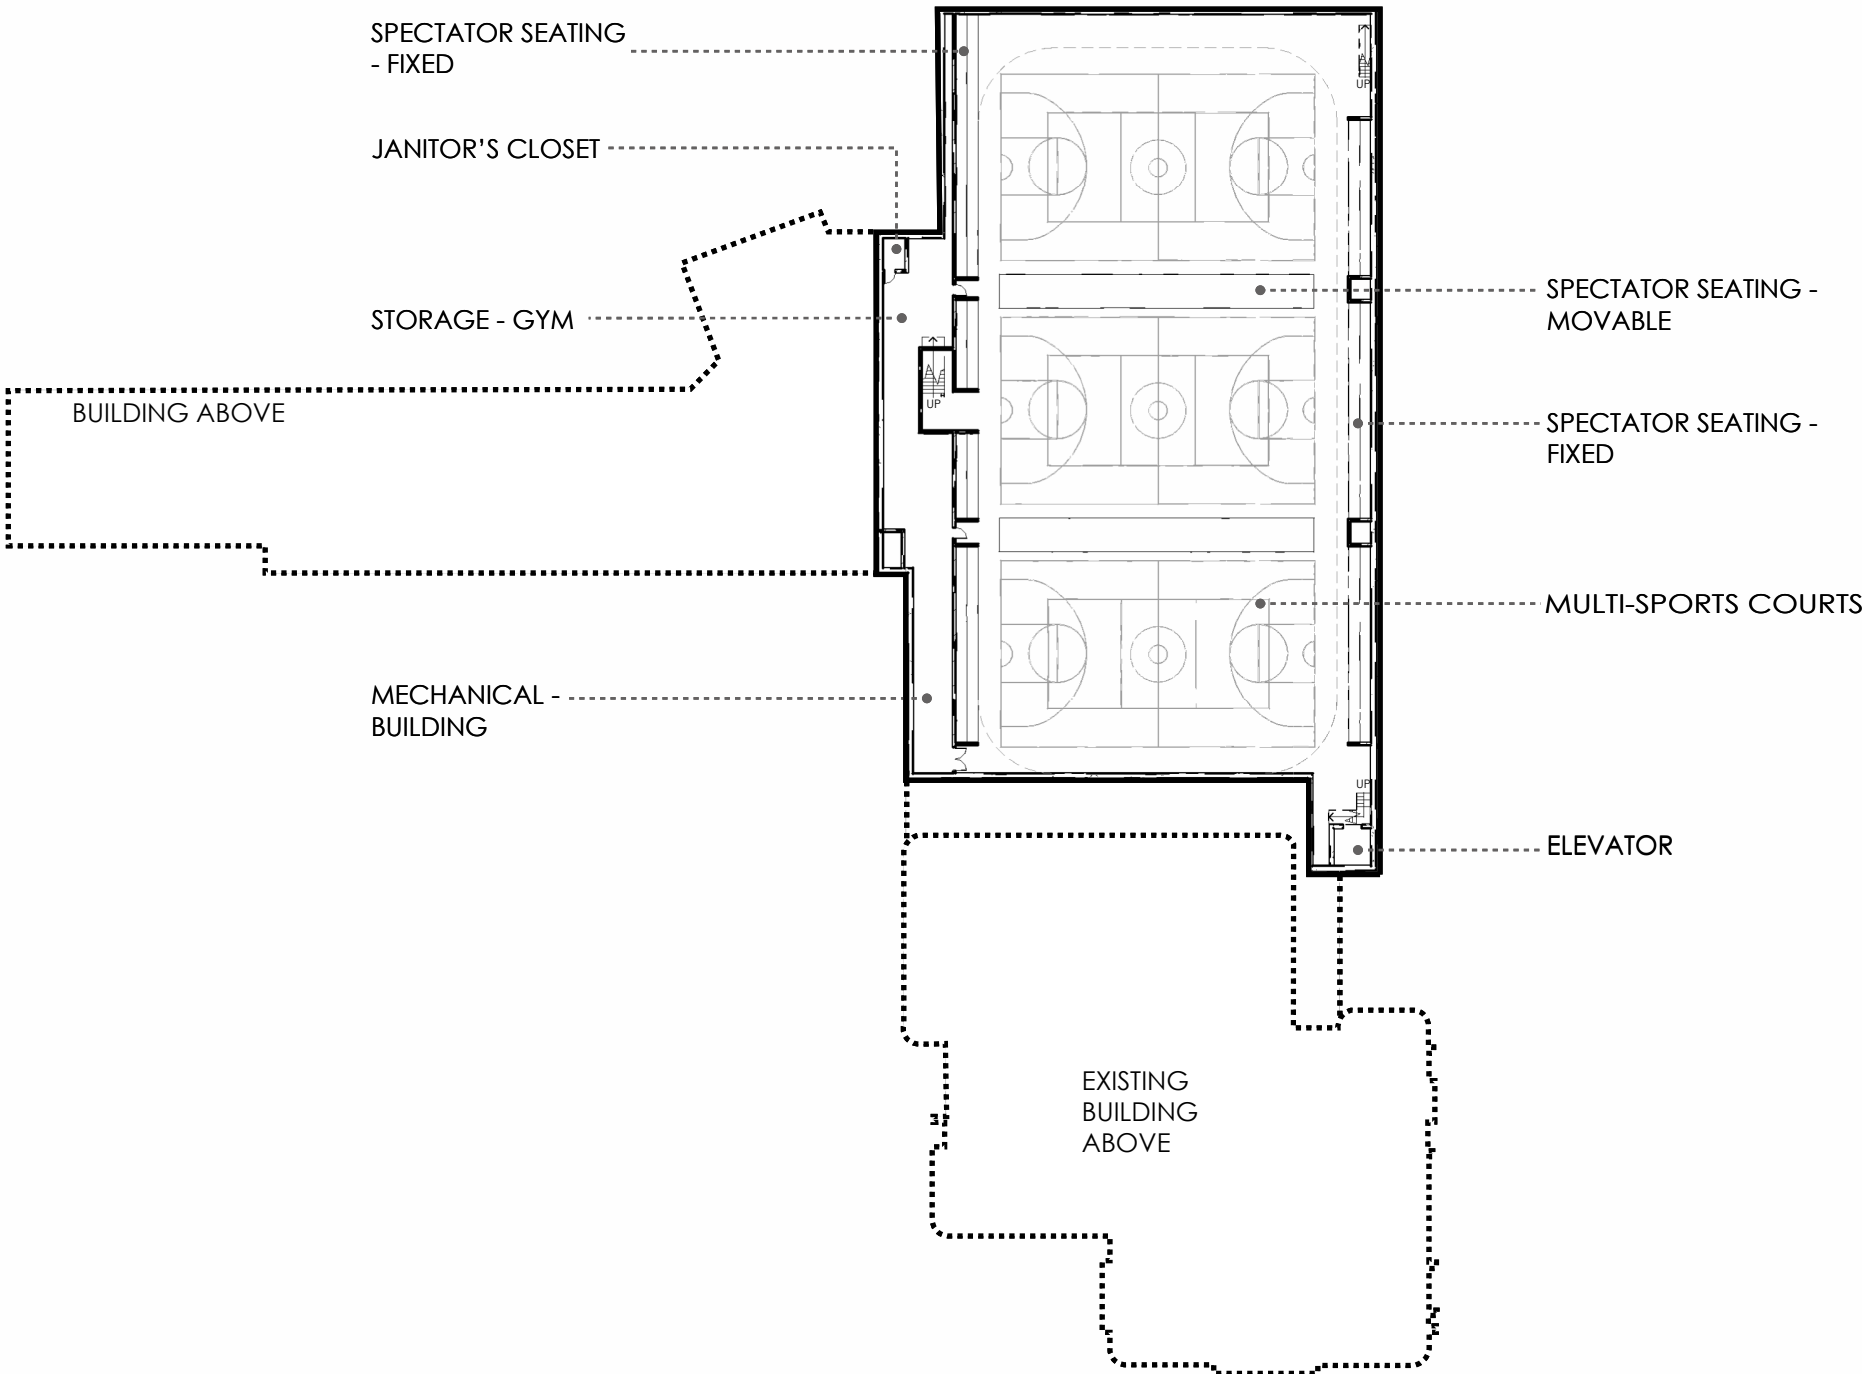 SPECTATOR SEATING
- FIXED
UP
JANITOR’S CLOSET
SPECTATOR SEATING -
MOVABLE
STORAGE - GYM
UP
BUILDING ABOVE
SPECTATOR SEATING -
FIXED
MULTI-SPORTS COURTS
MECHANICAL -
BUILDING
UP
ELEVATOR
EXISTING
BUILDING
ABOVE